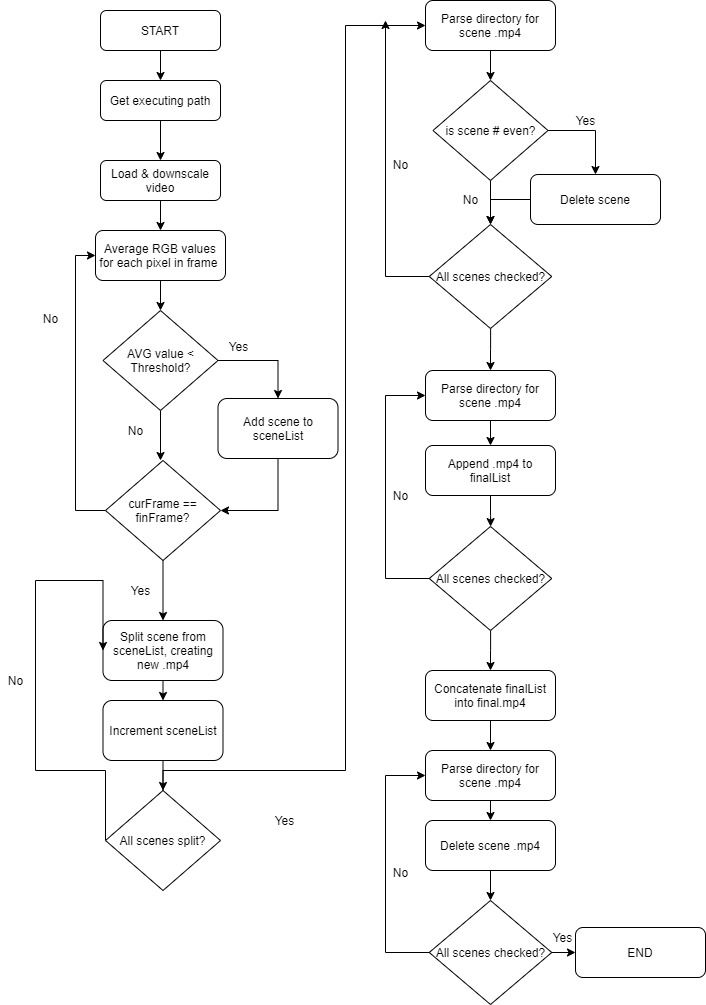 START
Get executing path
Load & downscale
video
Average RGB values
for each pixel in frame
No
AVG value <
Threshold?
Yes
No
Add scene to
sceneList
curFrame ==
finFrame?
Yes
Split scene from
sceneList, creating
new .mp4
No
Increment sceneList
All scenes split?
Yes
Parse directory for
scene .mp4
is scene # even?
Yes
No
No
Delete scene
All scenes checked?
Parse directory for
scene .mp4
Append .mp4 to
finalList
No
All scenes checked?
Concatenate finalList
into final.mp4
Parse directory for
scene .mp4
Delete scene .mp4
No
All scenes checked?
Yes
END